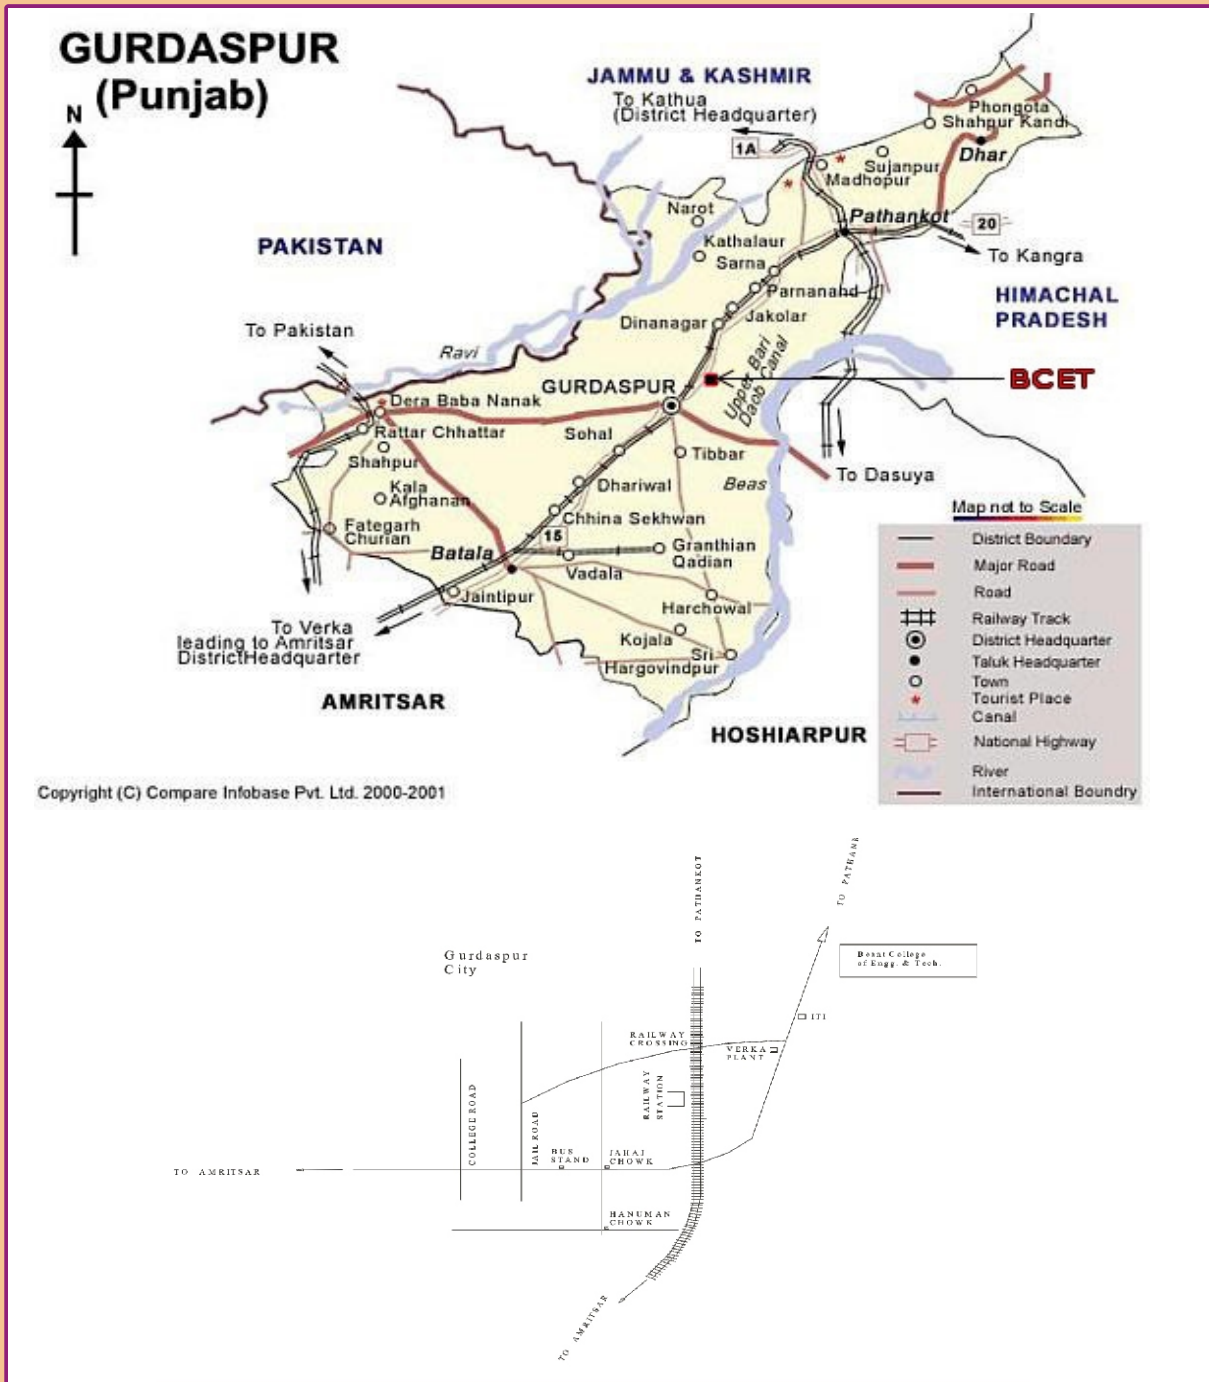 GURDASPUR
(Punjab)
N
JAMMU & KASHMIR
To Kathua
(District Headquarter)
1A
Phongota
Shahpur Kandi
Dhar
Sujanpur
Madhopur
Narot
Pathankot
20
PAKISTAN
Kathalaur
Sarna
To Kangra
Parnanand
HIMACHAL
PRADESH
Jakolar
Dinanagar
To Pakistan
Ravi
Upper Bari
Daob Canal
GURDASPUR
BCET
Dera Baba Nanak
Rattar Chhattar
Sohal
Shahpur
Tibbar
To Dasuya
Beas
Kala
Afghanan
Dhariwal
Chhina Sekhwan
Fategarh
Churian
15
Batala
Granthian
Qadian
Vadala
Jaintipur
Harchowal
To Verka
leading to Amritsar
DistrictHeadquarter
Kojala
Sri
Hargovindpur
AMRITSAR
HOSHIARPUR
Map not to Scale
District Boundary
Major Road
Road
Railway Track
District Headquarter
Taluk Headquarter
Town
Tourist Place
Canal
National Highway
River
International Boundry
Copyright (C) Compare Infobase Pvt. Ltd. 2000-2001
TO PATHANKOT
TO
Gurdaspur
City
Beant College
of Engg. & Tech.
ITI
RAILWAY
CROSSING
VERKA
PLANT
RAILWAY
STATION
COLLEGE ROAD
JAIL ROAD
BUS
STAND
JAHAJ
CHOWK
TO AMRITSAR
HANUMAN
CHOWK
TO AMRITSAR